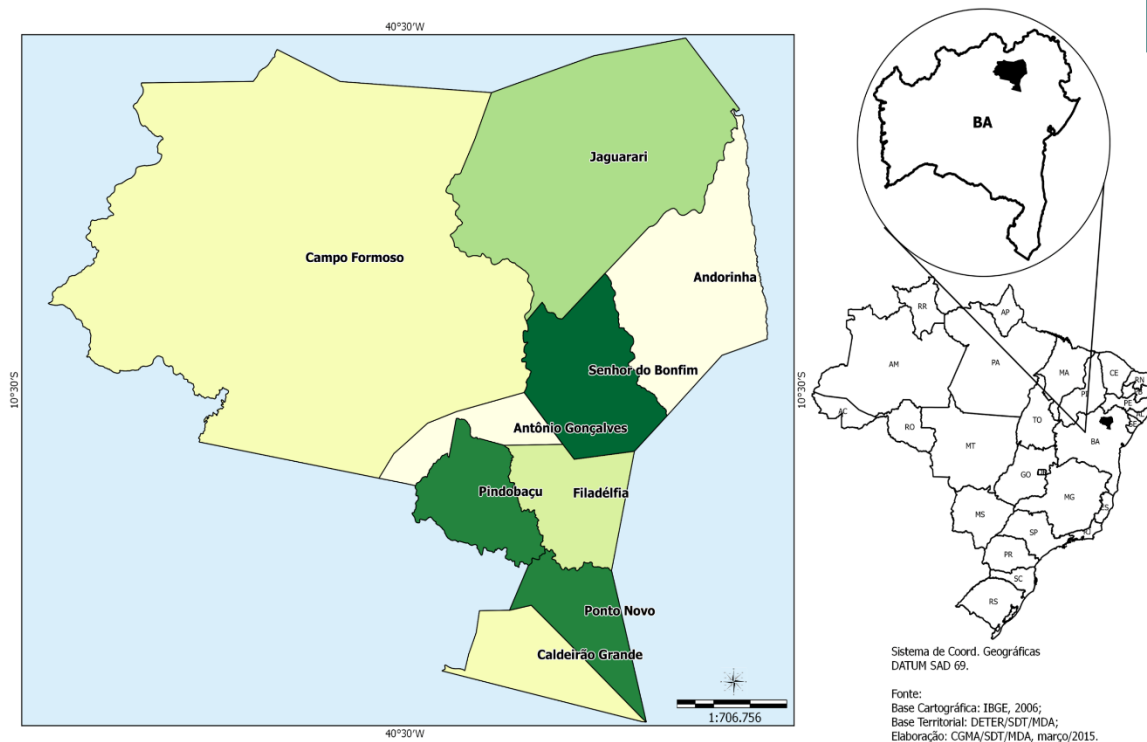 40°30'W
10°30'S
Jaguarari
Campo Formoso
Andorinha
Senhor do Bonfim
Antônio Gonçalves
Pindobaçu
Filadélfia
Ponto Novo
Caldeirão Grande
1:706.756
40°30'W
10°30'S
BA
RR
AP
AM
PA
MA
CE
RN
PI
PE
AC
TO
RO
BA
MT
GO
MG
MS
SP
PR
SC
RS
Sistema de Coord. Geográficas
DATUM SAD 69.
Fonte:
Base Cartográfica: IBGE, 2006;
Base Territorial: DETER/SDT/MDA;
Elaboração: CGMA/SDT/MDA, março/2015.